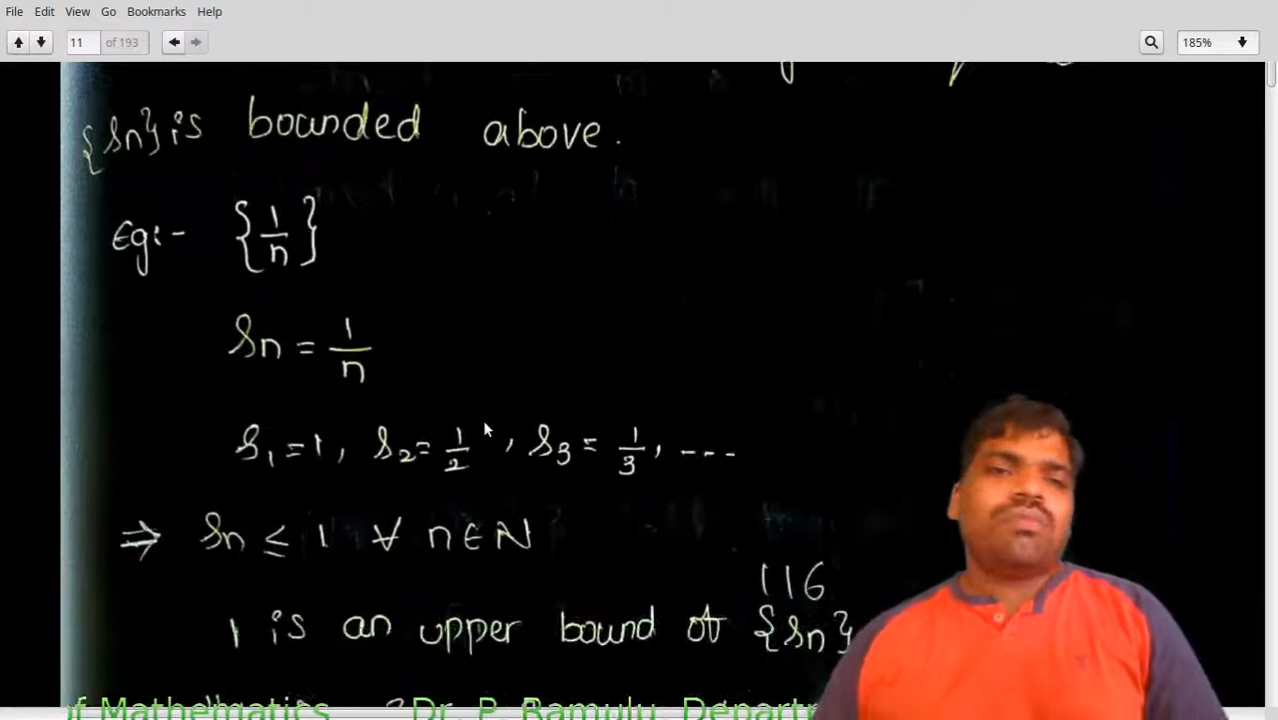 File Edit View Go Bookmarks Help
11 of 193 185%
{Sn} is bounded above.
Eg:- {1/n}
Sn = 1/n
S1 = 1, S2 = 1/2, S3 = 1/3, ---
⇒ Sn ≤ 1 ∀ n ∈ N
116
1 is an upper bound of {Sn}
of Mathematics Dr. P. Ramulu, Departm